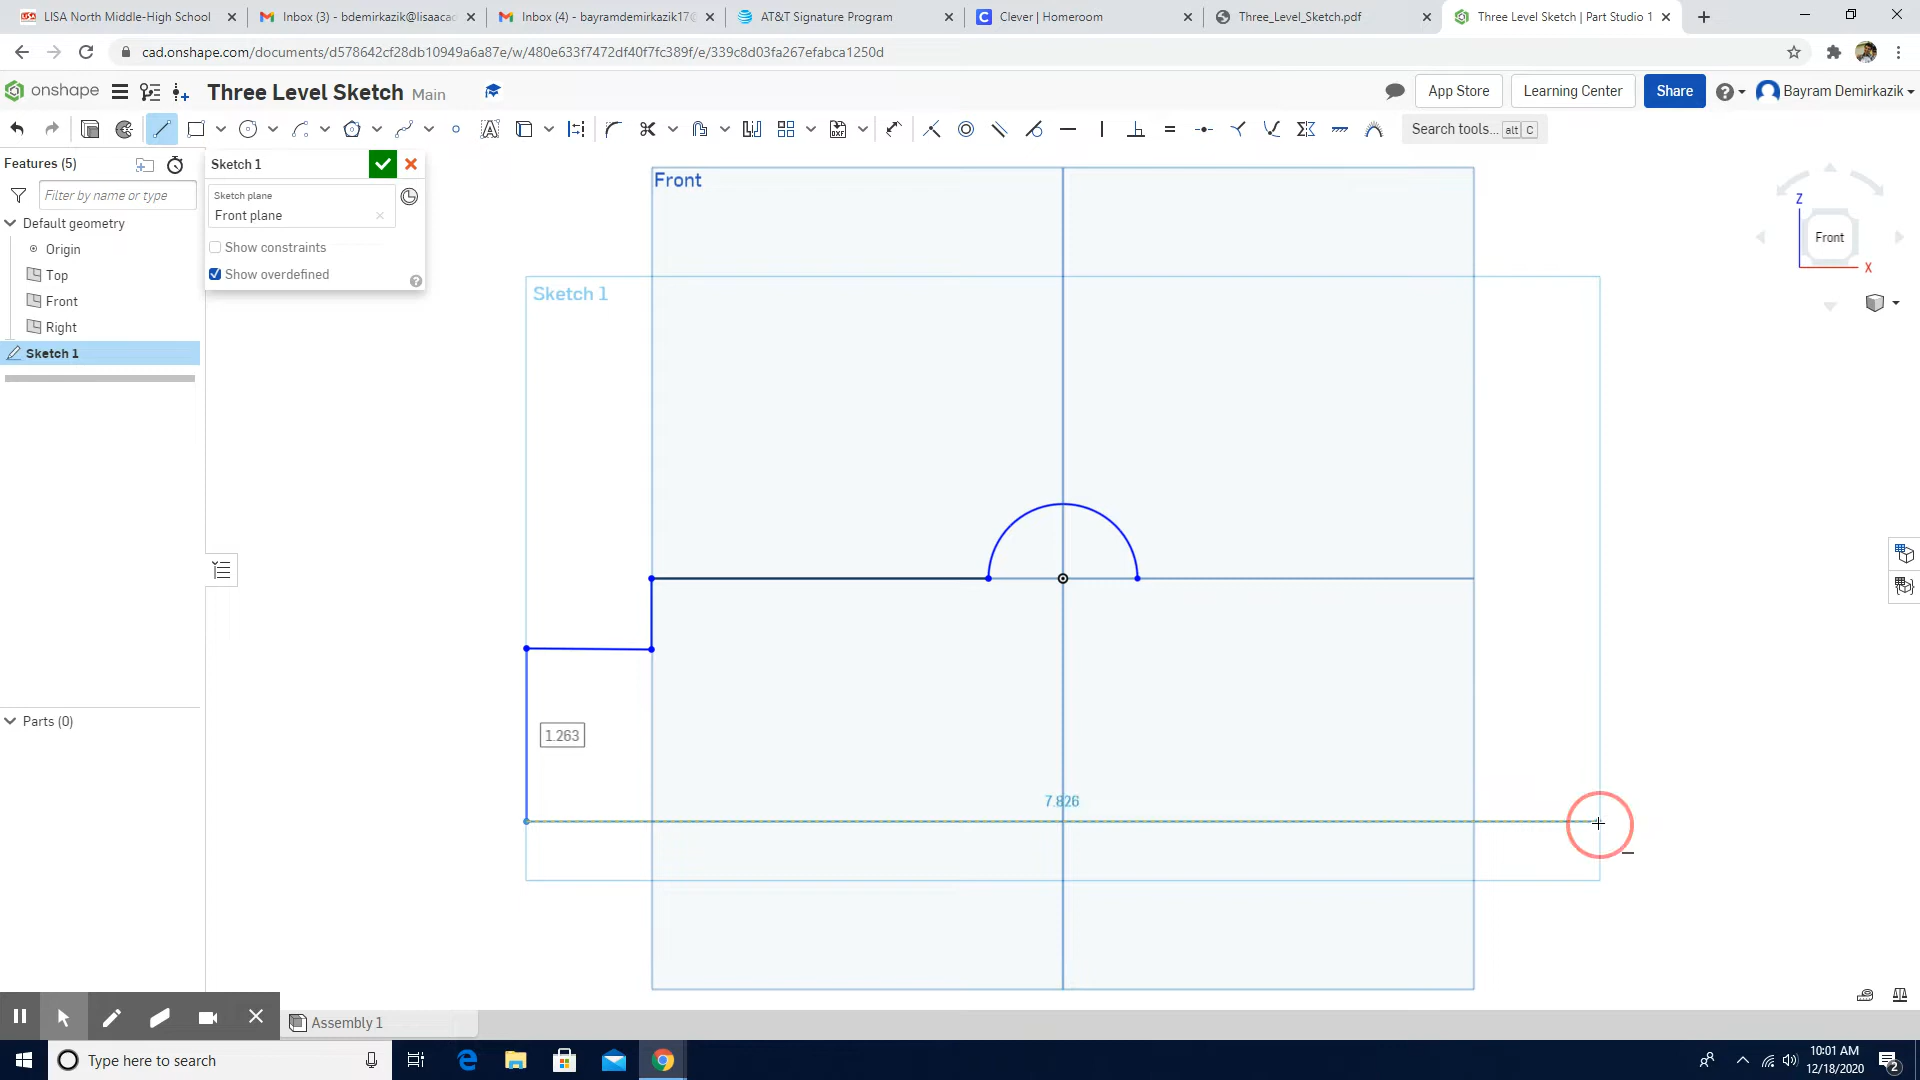 LISA North Middle-High School
Inbox (3) - bdemirkazik@lisaacac
Inbox (4) - bayramdemirkazik17@
AT&T Signature Program
Clever | Homeroom
Three_Level_Sketch.pdf
Three Level Sketch | Part Studio 1
cad.onshape.com/documents/d578642cf28db10949a6a87e/w/480e633f7472df40f7fc389f/e/339c8d03fa267efabca1250d
onshape
Three Level Sketch Main
App Store
Learning Center
Share
Bayram Demirkazik
Search tools... alt C
Features (5)
Filter by name or type
Default geometry
Origin
Top
Front
Right
Sketch 1
Parts (0)
Sketch 1
Sketch plane
Front plane
Show constraints
Show overdefined
Front
Sketch 1
1.263
7.826
Z
Front
X
Assembly 1
Type here to search
10:01 AM
12/18/2020
2